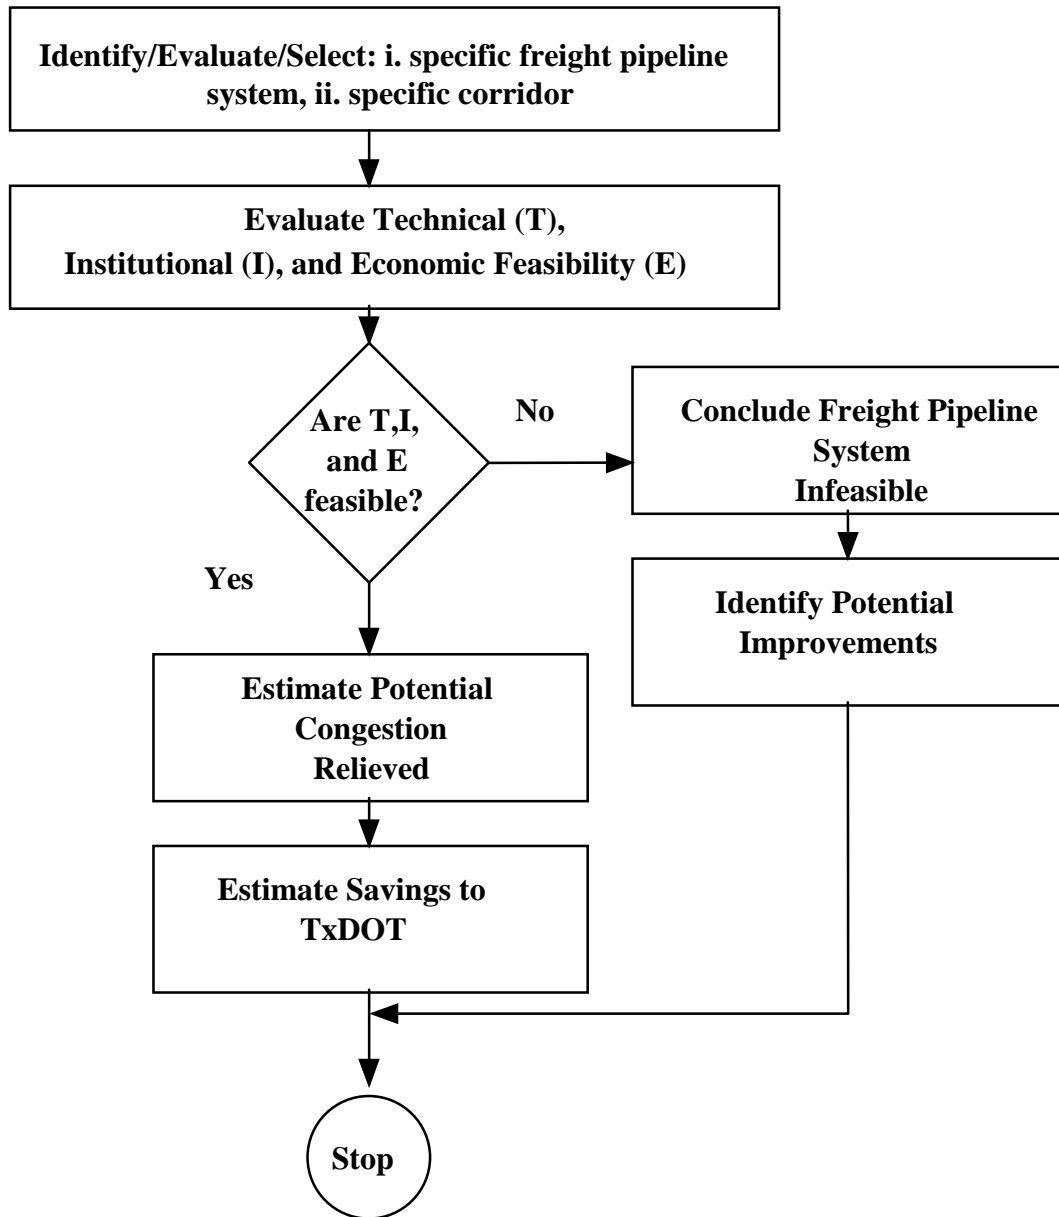 Identify/Evaluate/Select: i. specific freight pipeline
system, ii. specific corridor
Evaluate Technical (T),
Institutional (I), and Economic Feasibility (E)
Are T,I,
and E
feasible?
No
Conclude Freight Pipeline
System
Infeasible
Yes
Identify Potential
Improvements
Estimate Potential
Congestion
Relieved
Estimate Savings to
TxDOT
Stop